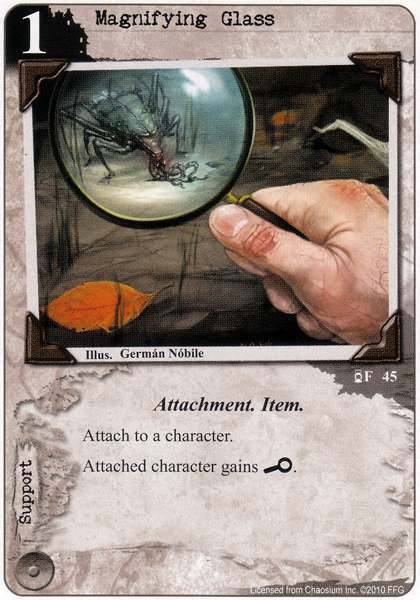 1
Magnifying Glass
Illus. Germán Nóbile
F 45
Attachment. Item.
Attach to a character.
Attached character gains .
Support
Licensed from Chaosium Inc. ©2010 FFG